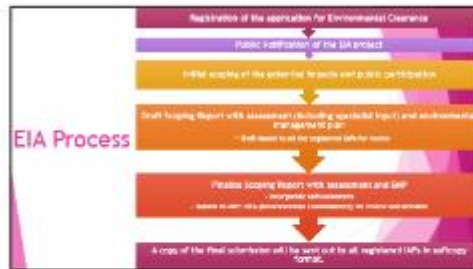 Registration of the application for Environmental Clearance
Public Notification of the EIA project
Initial scoping of the potential impacts and public participation
EIA Process
Draft Scoping Report with assessment (including specialist input) and environmental
management plan
Finalise Scoping Report with assessment and EMP
A copy of the final submission will be sent out to all registered IAPs in softcopy
format.